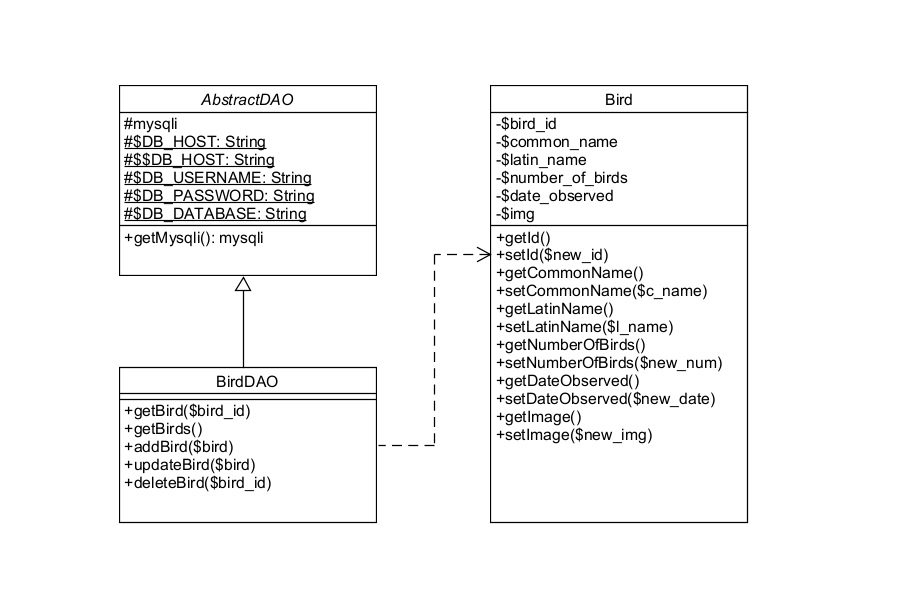 AbstractDAO
#mysqli
#$DB_HOST: String
#$$DB_HOST: String
#$DB_USERNAME: String
#$DB_PASSWORD: String
#$DB_DATABASE: String
+getMysqli(): mysqli
BirdDAO
+getBird($bird_id)
+getBirds()
+addBird($bird)
+updateBird($bird)
+deleteBird($bird_id)
Bird
-$bird_id
-$common_name
-$latin_name
-$number_of_birds
-$date_observed
-$img
+getId()
+setId($new_id)
+getCommonName()
+setCommonName($c_name)
+getLatinName()
+setLatinName($l_name)
+getNumberOfBirds()
+setNumberOfBirds($new_num)
+getDateObserved()
+setDateObserved($new_date)
+getImage()
+setImage($new_img)